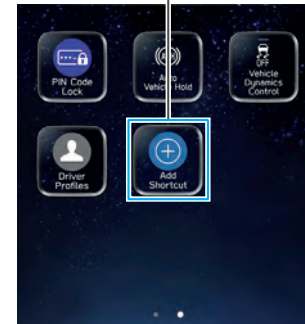 PIN Code
Lock
Auto
Vehicle Hold
OFF
Vehicle
Dynamics
Control
Driver
Profiles
Add
Shortcut